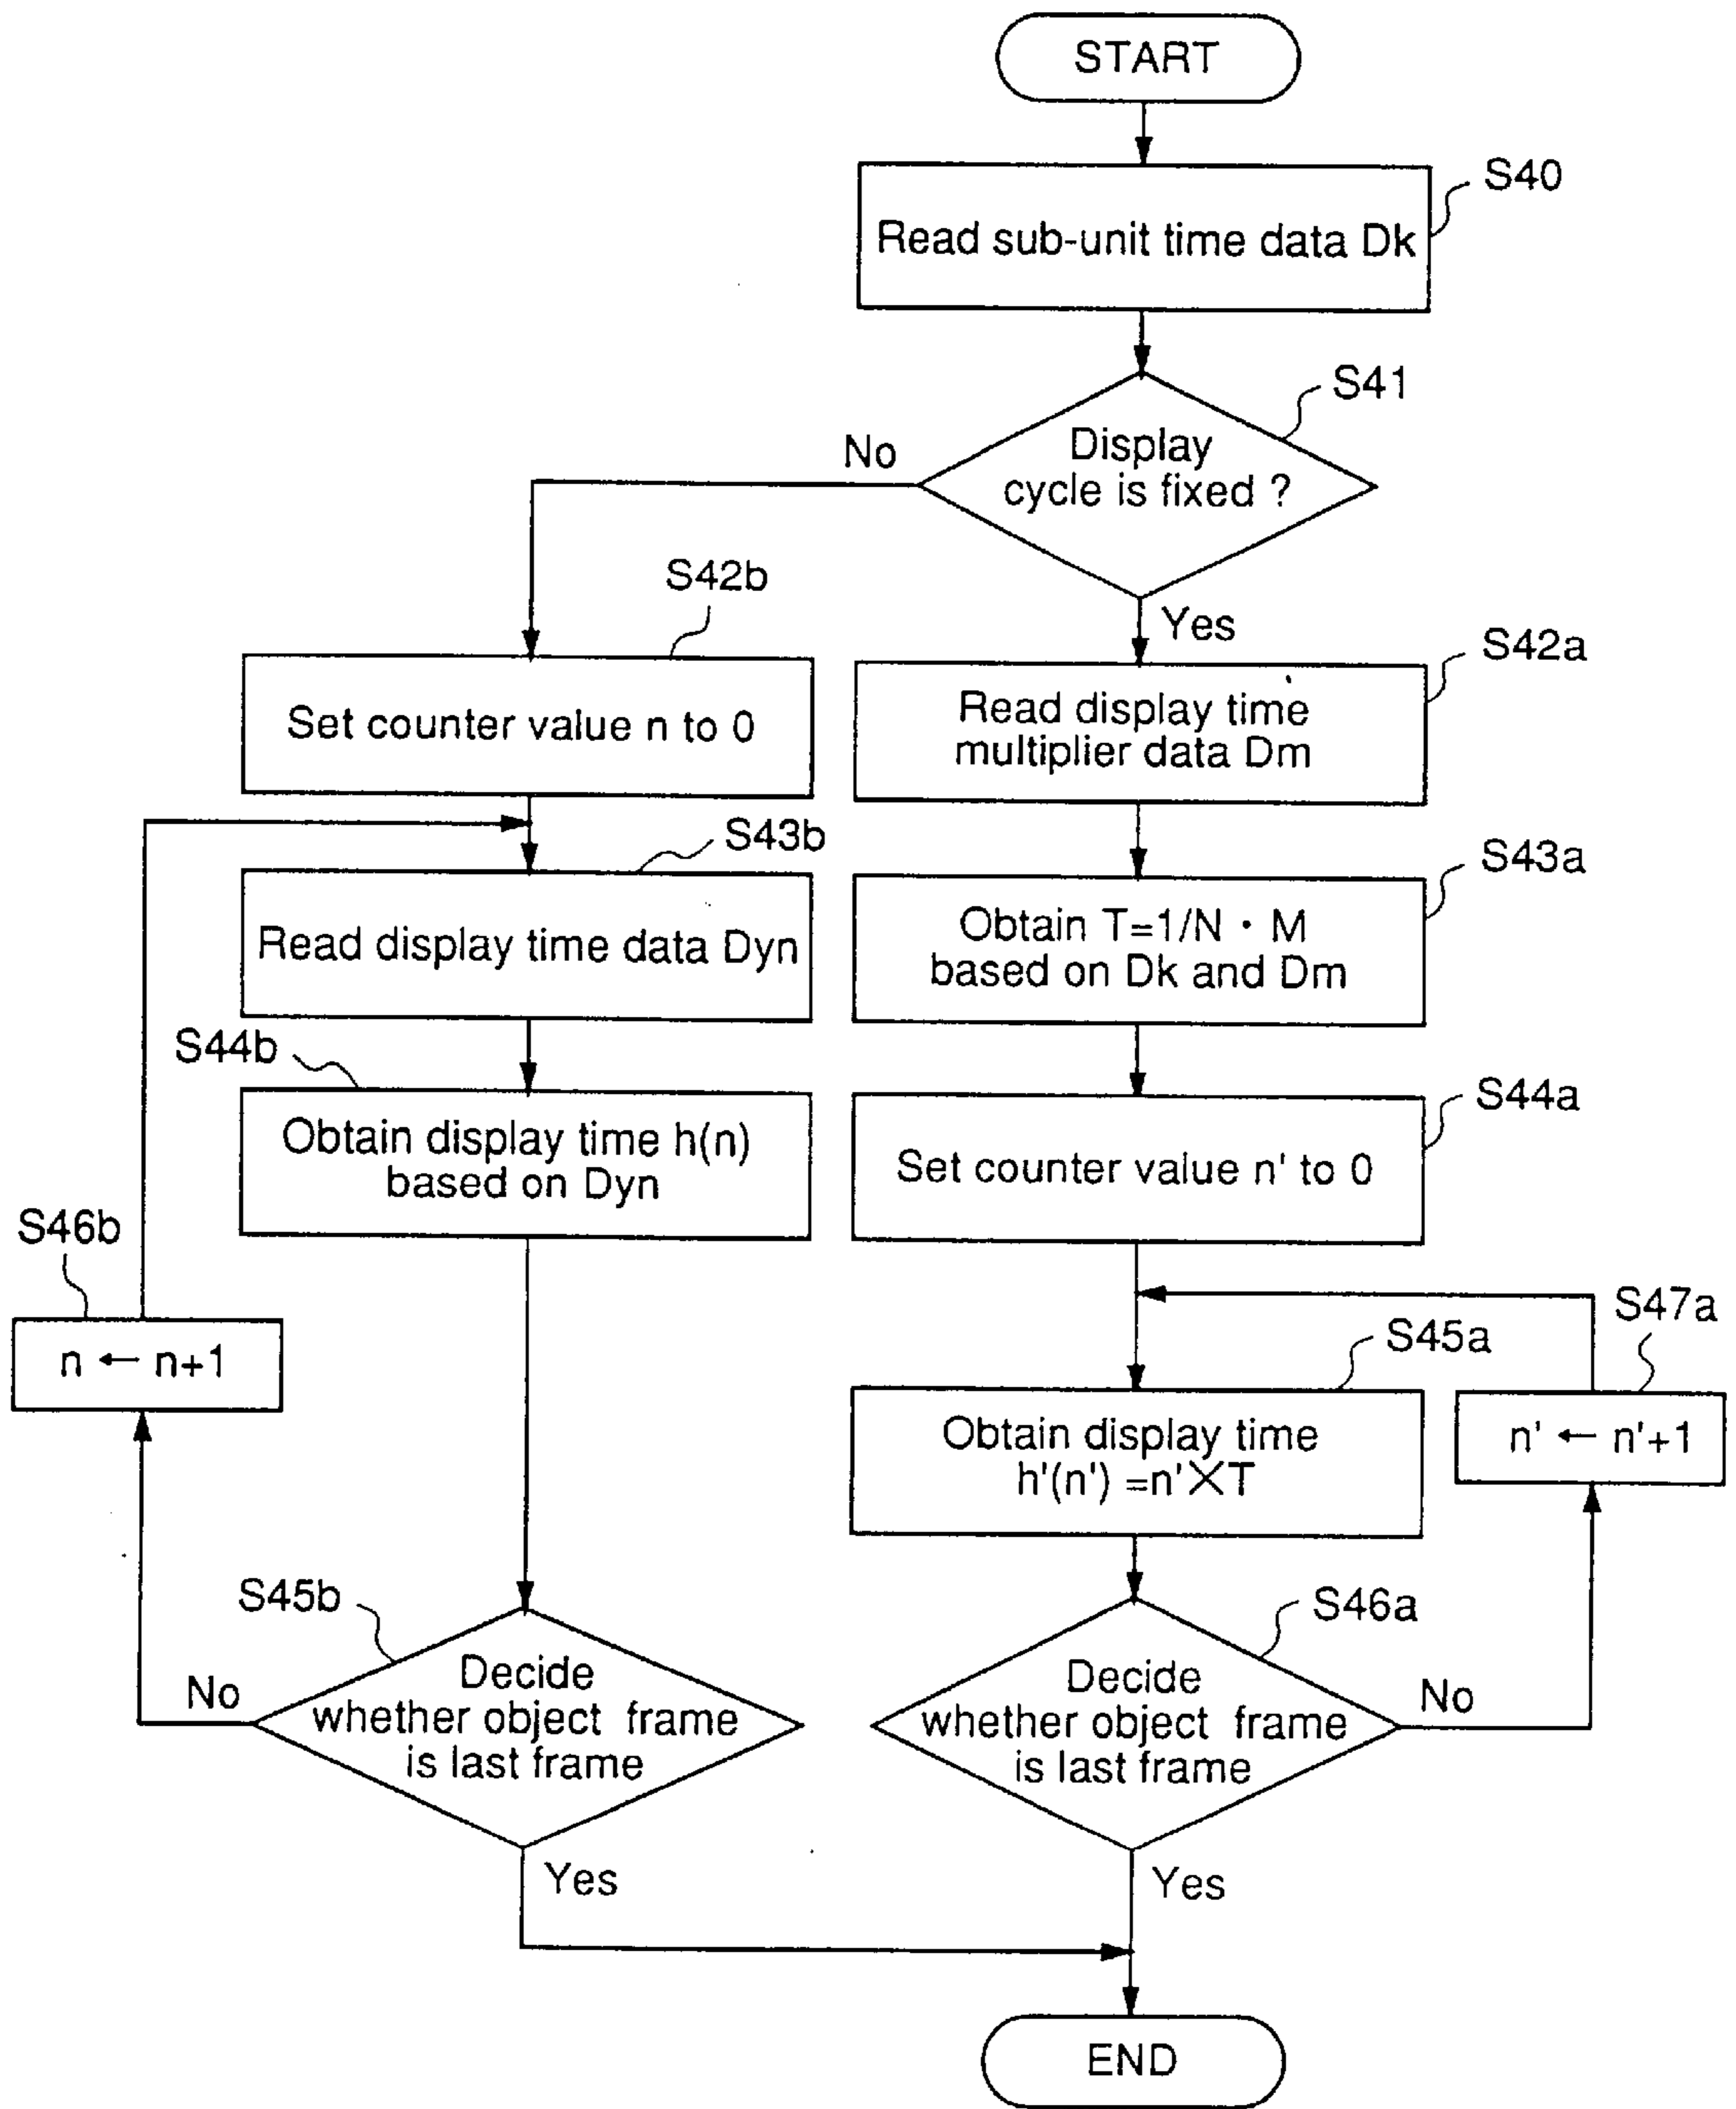 START
S40
Read sub-unit time data Dk
S41
Display
cycle is fixed ?
No
Yes
S42b
Set counter value n to 0
S42a
Read display time
multiplier data Dm
S43b
Read display time data Dyn
S43a
Obtain T=1/N · M
based on Dk and Dm
S44b
Obtain display time h(n)
based on Dyn
S44a
Set counter value n' to 0
S46b
n ← n+1
S47a
n' ← n'+1
S45a
Obtain display time
h'(n') =n'×T
S45b
Decide
whether object frame
is last frame
No
Yes
S46a
Decide
whether object frame
is last frame
No
Yes
END